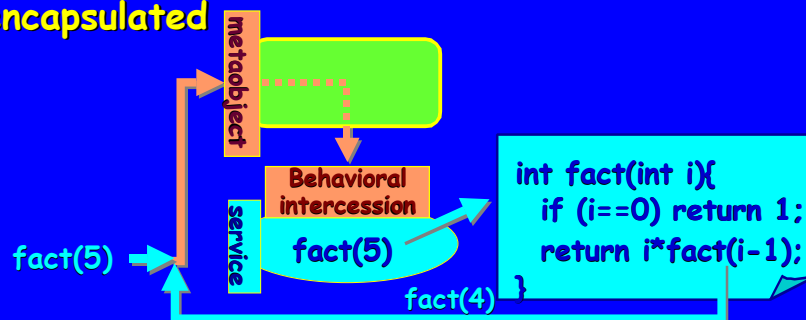 ncapsulated
metaobject
Behavioral
intercession
service
fact(5)
fact(5)
int fact(int i){
if (i==0) return 1;
return i*fact(i-1);
}
fact(4)